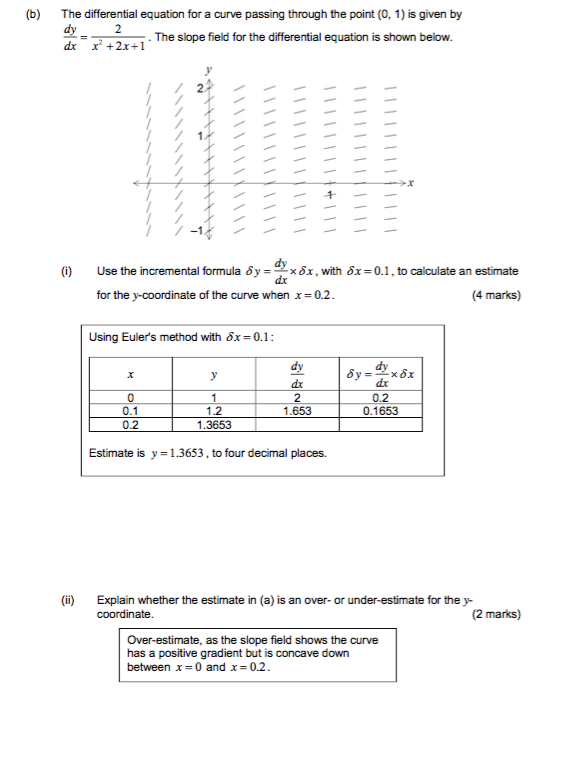 (b) The differential equation for a curve passing through the point (0, 1) is given by
dy/dx = 2/(x² + 2x + 1). The slope field for the differential equation is shown below.
y
2
1
x
1
−1
(i) Use the incremental formula δy = dy/dx × δx, with δx = 0.1, to calculate an estimate
for the y-coordinate of the curve when x = 0.2. (4 marks)
Using Euler's method with δx = 0.1:
x y dy/dx δy = dy/dx × δx
0 1 2 0.2
0.1 1.2 1.653 0.1653
0.2 1.3653
Estimate is y = 1.3653, to four decimal places.
(ii) Explain whether the estimate in (a) is an over- or under-estimate for the y-
coordinate. (2 marks)
Over-estimate, as the slope field shows the curve
has a positive gradient but is concave down
between x = 0 and x = 0.2.